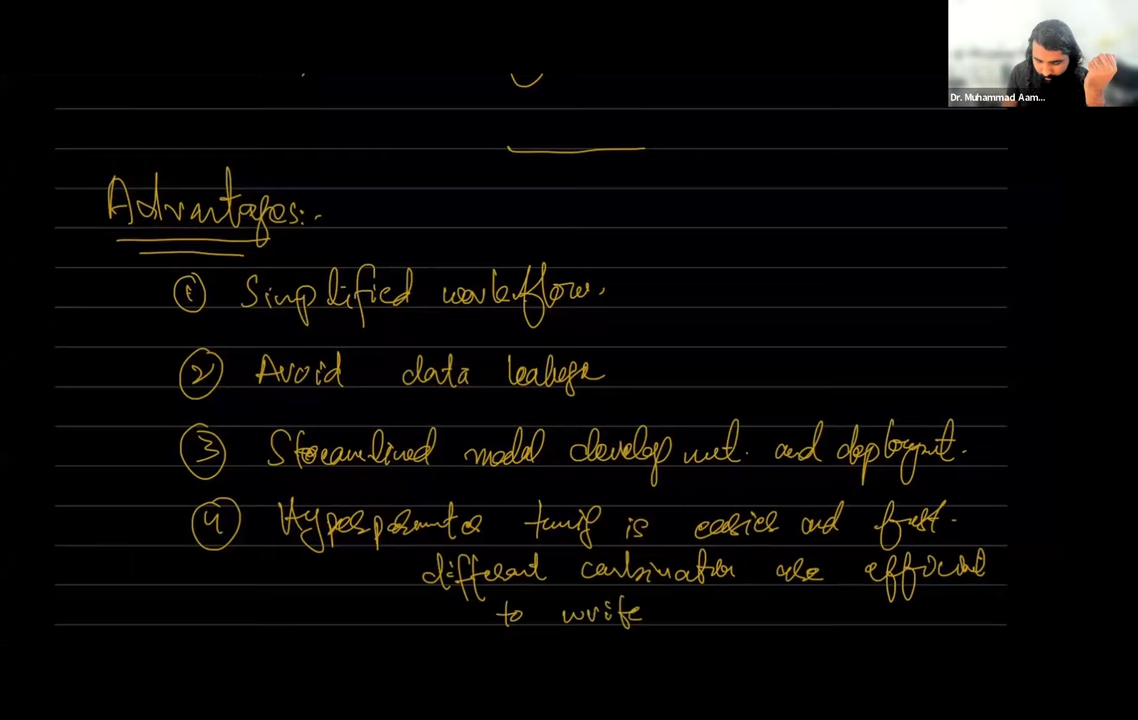 Dr. Muhammad Aam...
Advantages:-
① Simplified workflow.
② Avoid data leakage
③ Streamlined model development. and deployment.
④ Hyperparameter tuning is easier and fast.
different combination are efficient
to write